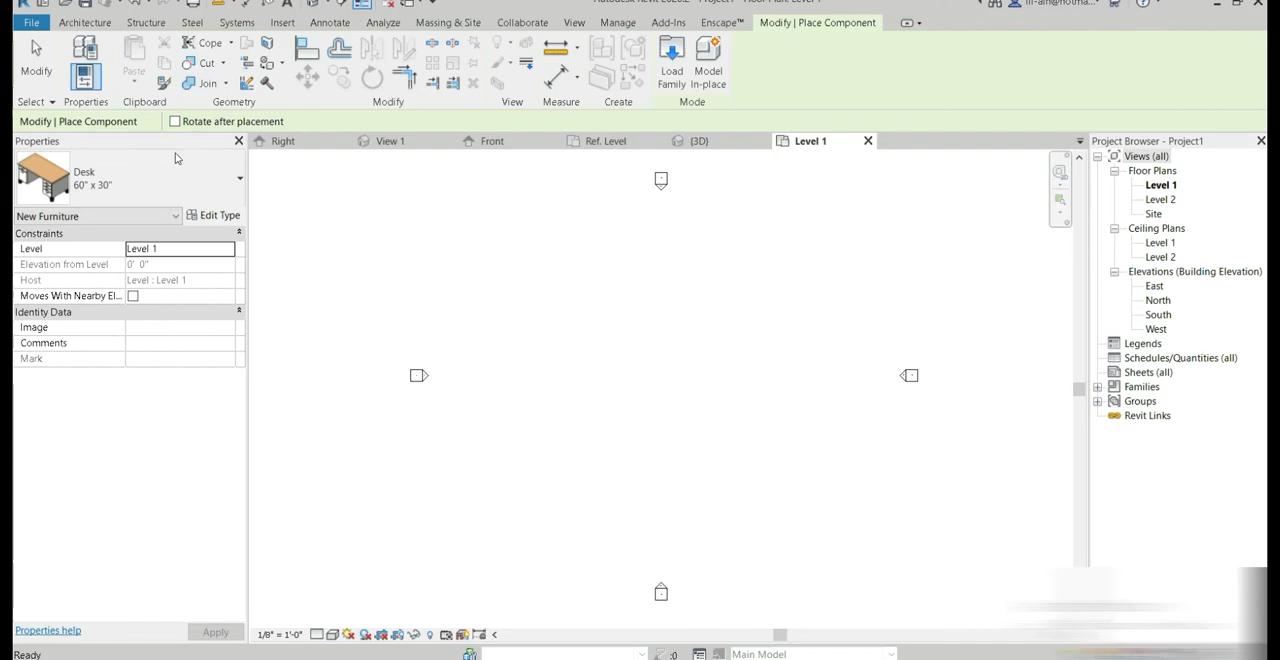 File Architecture Structure Steel Systems Insert Annotate Analyze Massing & Site Collaborate View Manage Add-Ins Enscape™ Modify | Place Component
Modify
Paste
Cope
Cut
Join
Load Family
Model In-place
Select Properties Clipboard Geometry Modify View Measure Create Mode
Modify | Place Component Rotate after placement
Properties
Right View 1 Front Ref. Level {3D} Level 1
Project Browser - Project1
Desk
60" x 30"
New Furniture Edit Type
Constraints
Level Level 1
Elevation from Level 0' 0"
Host Level : Level 1
Moves With Nearby El...
Identity Data
Image
Comments
Mark
Views (all)
Floor Plans
Level 1
Level 2
Site
Ceiling Plans
Level 1
Level 2
Elevations (Building Elevation)
East
North
South
West
Legends
Schedules/Quantities (all)
Sheets (all)
Families
Groups
Revit Links
Properties help Apply
1/8" = 1'-0"
Ready :0 Main Model